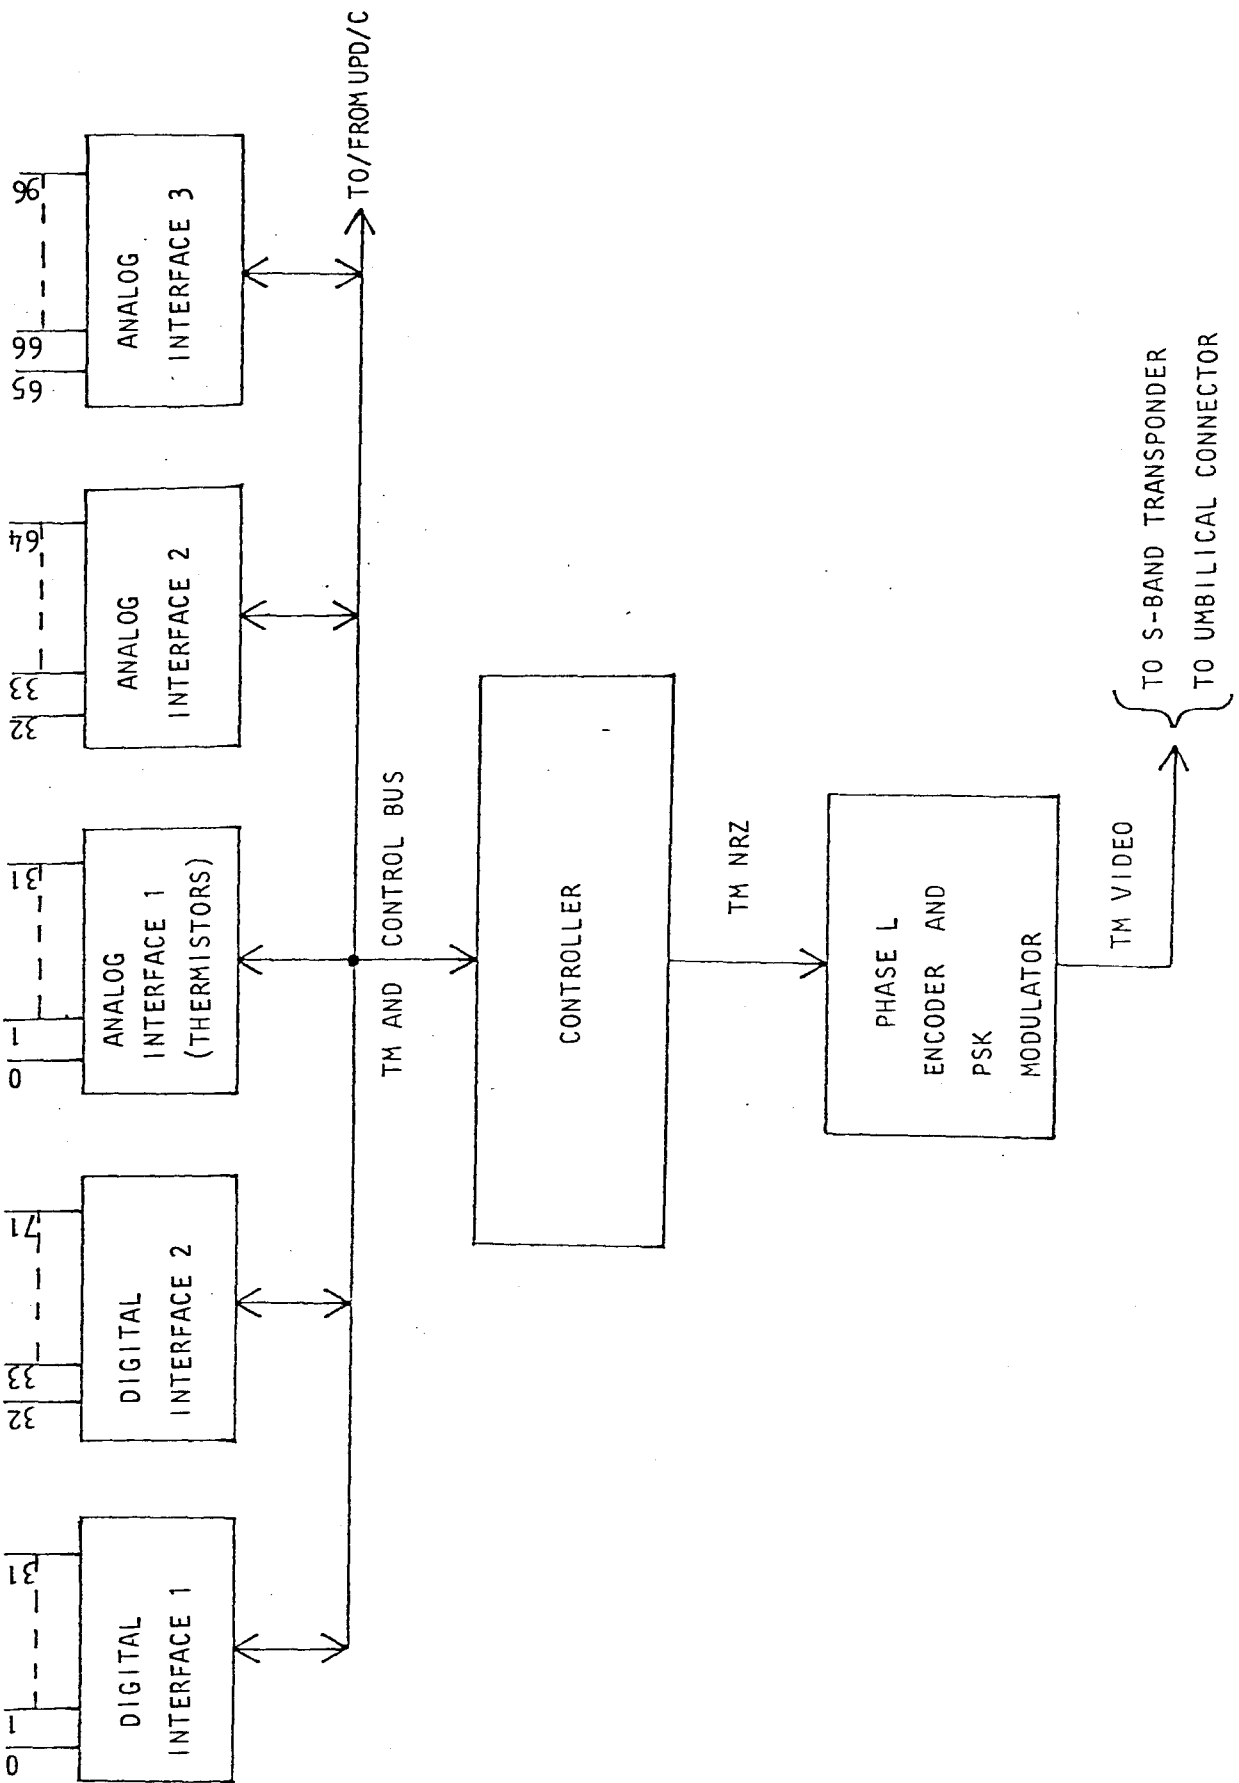 0 1 31
DIGITAL
INTERFACE 1
32 33 71
DIGITAL
INTERFACE 2
0 1 31
ANALOG
INTERFACE 1
(THERMISTORS)
32 33 64
ANALOG
INTERFACE 2
65 66 96
ANALOG
INTERFACE 3
TM AND CONTROL BUS
TO/FROM UPD/C
CONTROLLER
TM NRZ
PHASE L
ENCODER AND
PSK
MODULATOR
TM VIDEO
TO S-BAND TRANSPONDER
TO UMBILICAL CONNECTOR